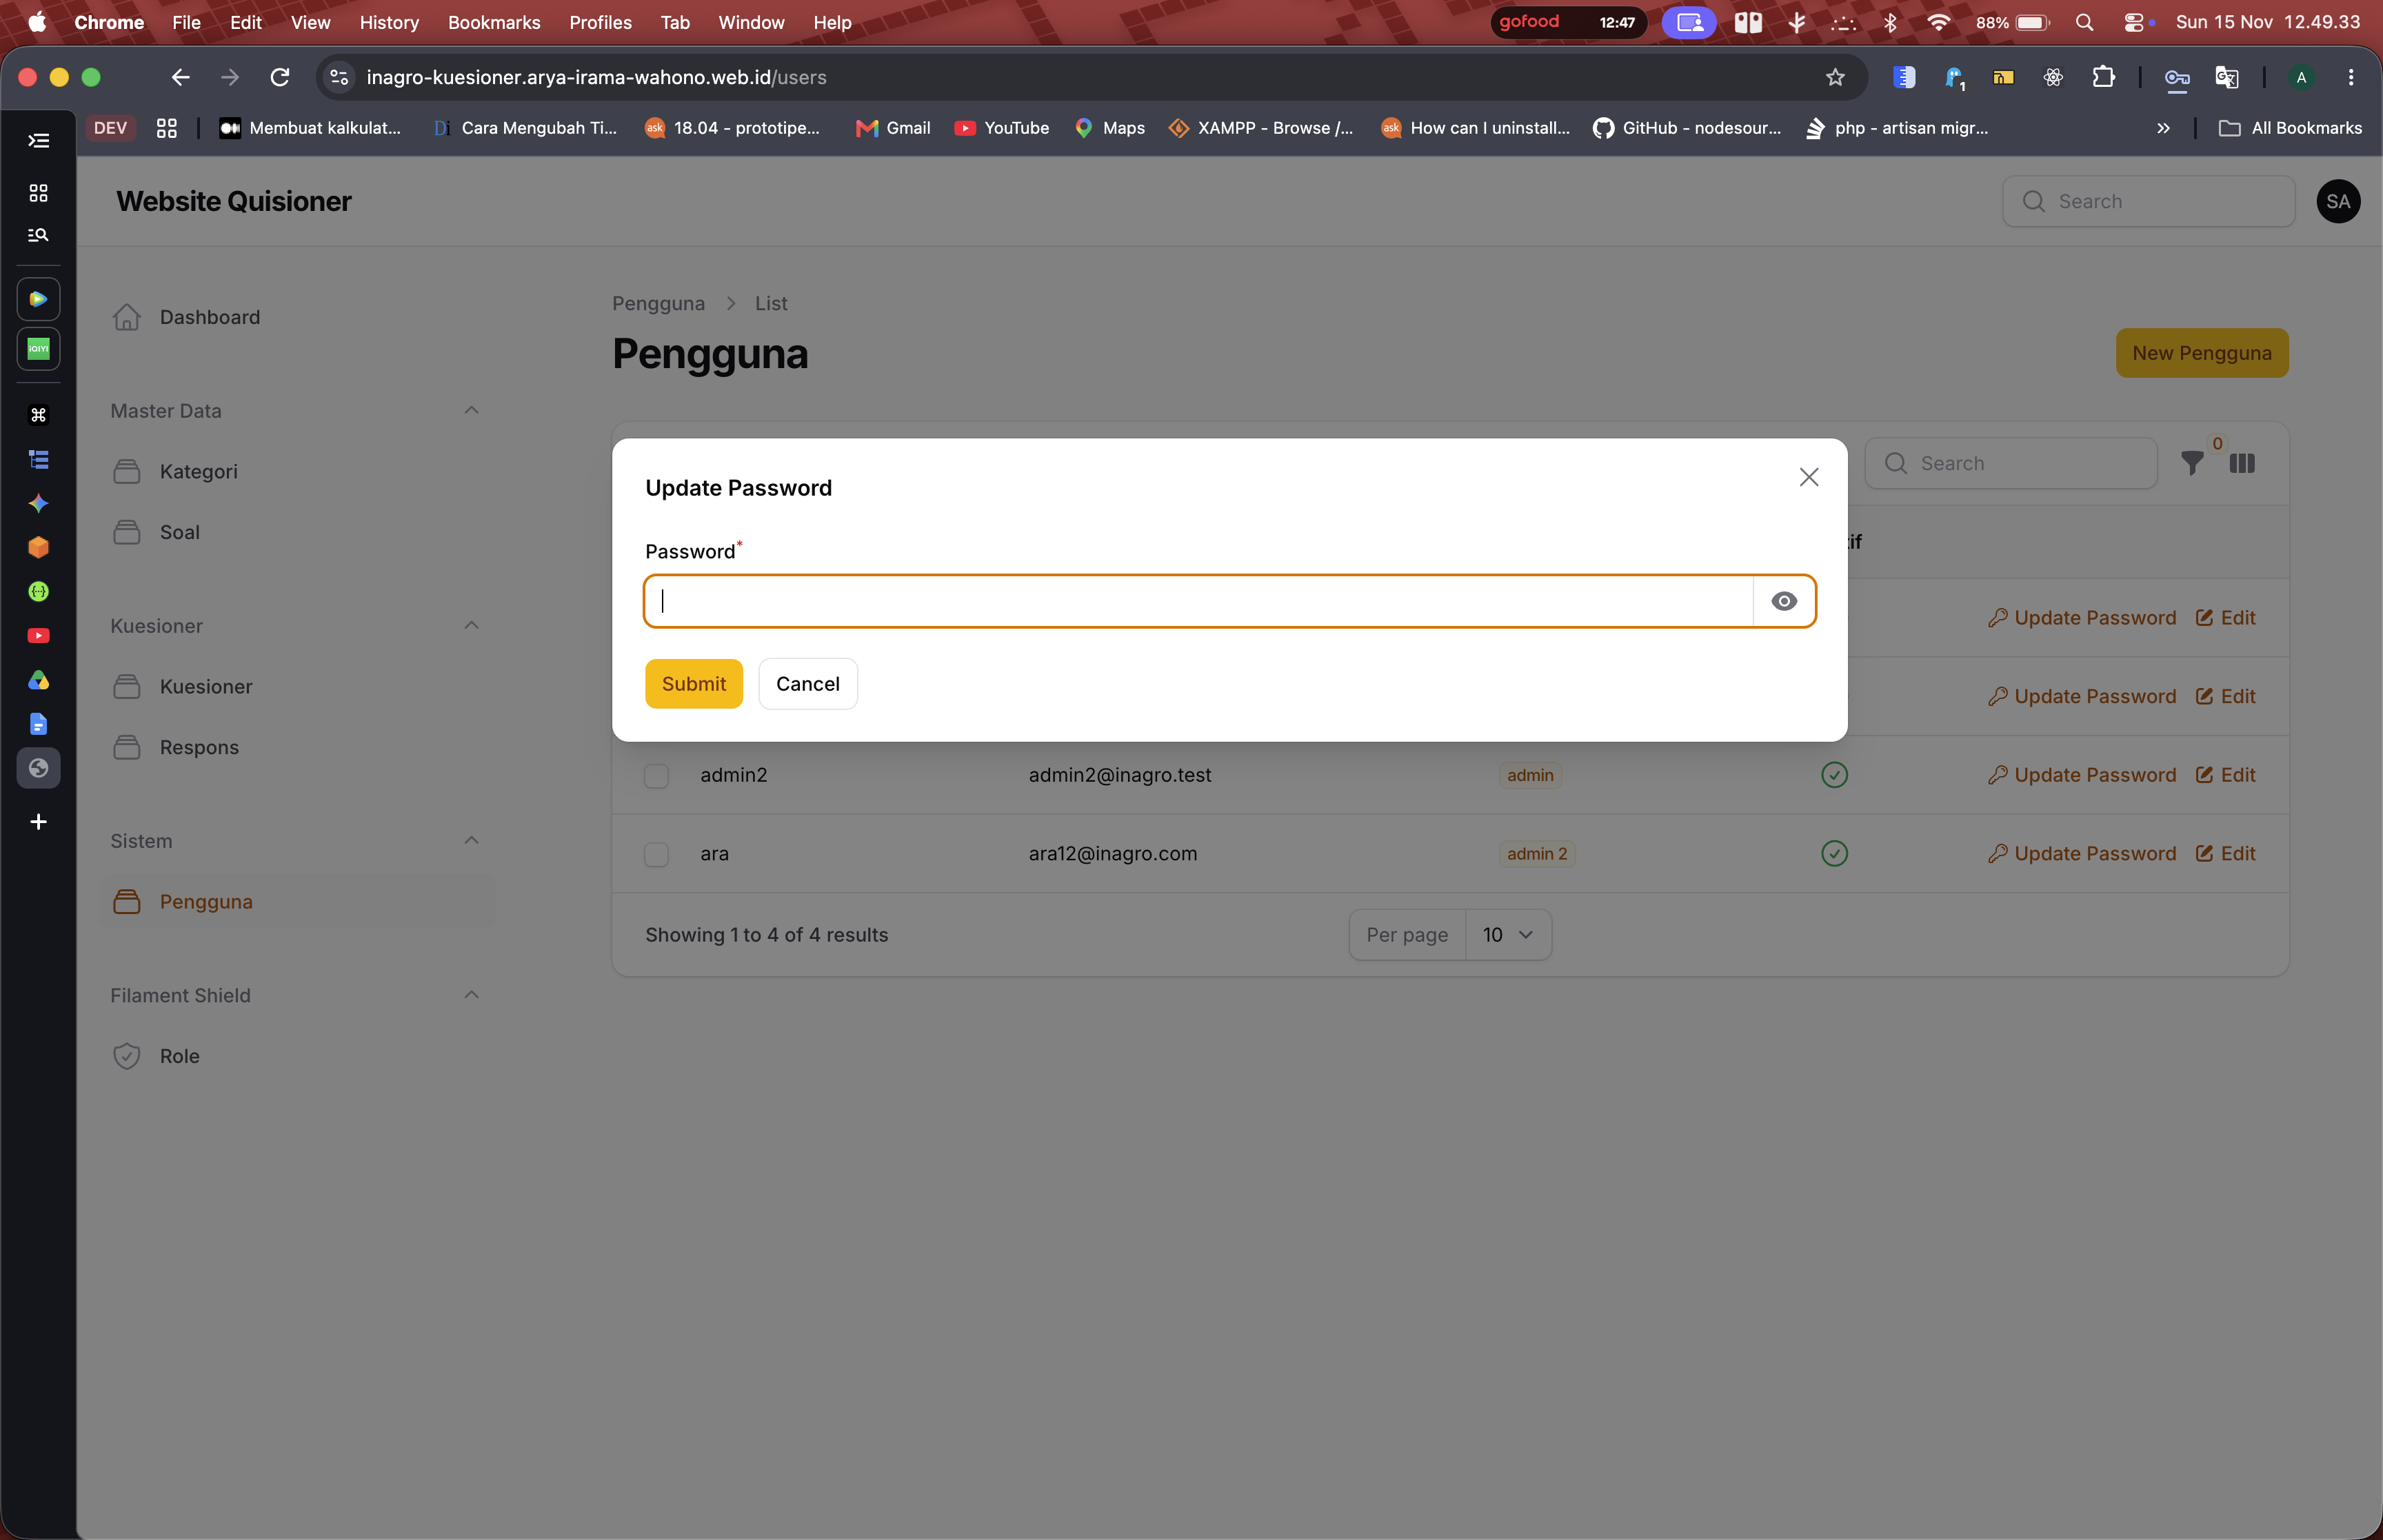 Chrome File Edit View History Bookmarks Profiles Tab Window Help gofood 12:47 88% Sun 15 Nov 12.49.33
inagro-kuesioner.arya-irama-wahono.web.id/users 1 A
DEV Membuat kalkulat... Di Cara Mengubah Ti... ask 18.04 - prototipe... Gmail YouTube Maps XAMPP - Browse /... ask How can I uninstall... GitHub - nodesour... php - artisan migr... » All Bookmarks
Website Quisioner Search SA
iQIYI
Dashboard
Master Data
Kategori
Soal
Kuesioner
Kuesioner
Respons
Sistem
Pengguna
Filament Shield
Role
Pengguna > List
Pengguna New Pengguna
Search 0
Update Password
Password*
Submit Cancel
if
Update Password Edit
Update Password Edit
admin2 admin2@inagro.test admin Update Password Edit
ara ara12@inagro.com admin 2 Update Password Edit
Showing 1 to 4 of 4 results Per page 10